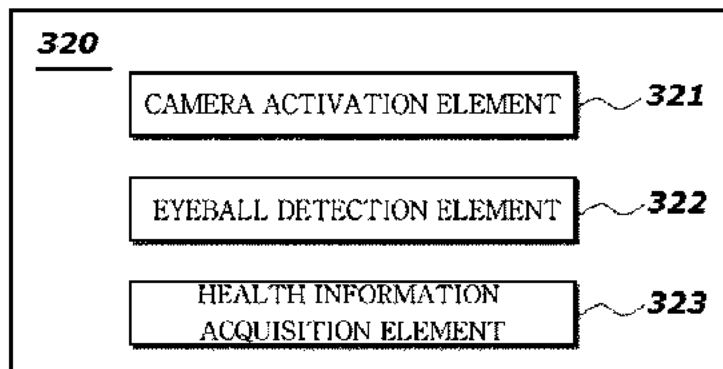 320
CAMERA ACTIVATION ELEMENT 321
EYEBALL DETECTION ELEMENT 322
HEALTH INFORMATION
ACQUISITION ELEMENT 323